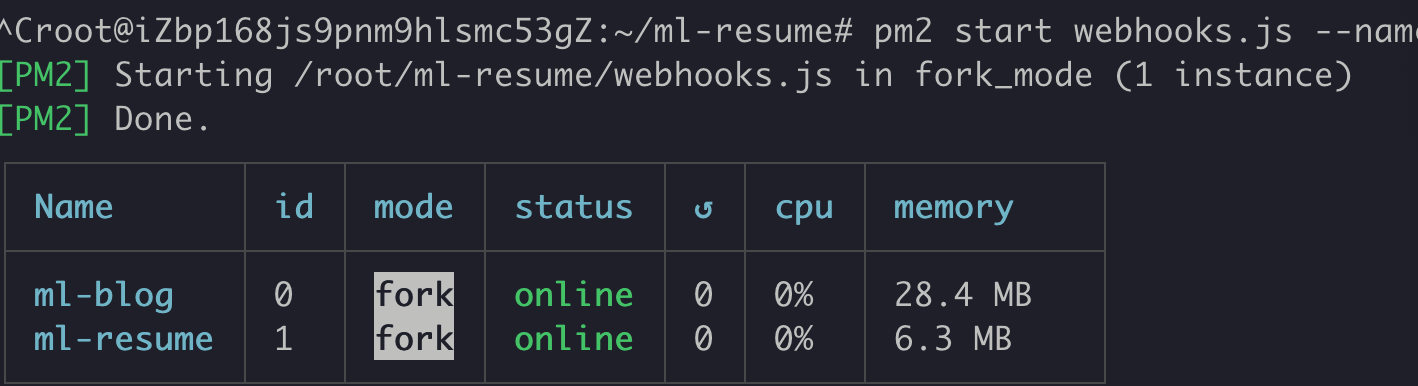 ^Croot@iZbp168js9pnm9hlsmc53gZ:~/ml-resume# pm2 start webhooks.js
[PM2] Starting /root/ml-resume/webhooks.js in fork_mode (1 instance)
[PM2] Done.
Name id mode status ↺ cpu memory
ml-blog 0 fork online 0 0% 28.4 MB
ml-resume 1 fork online 0 0% 6.3 MB